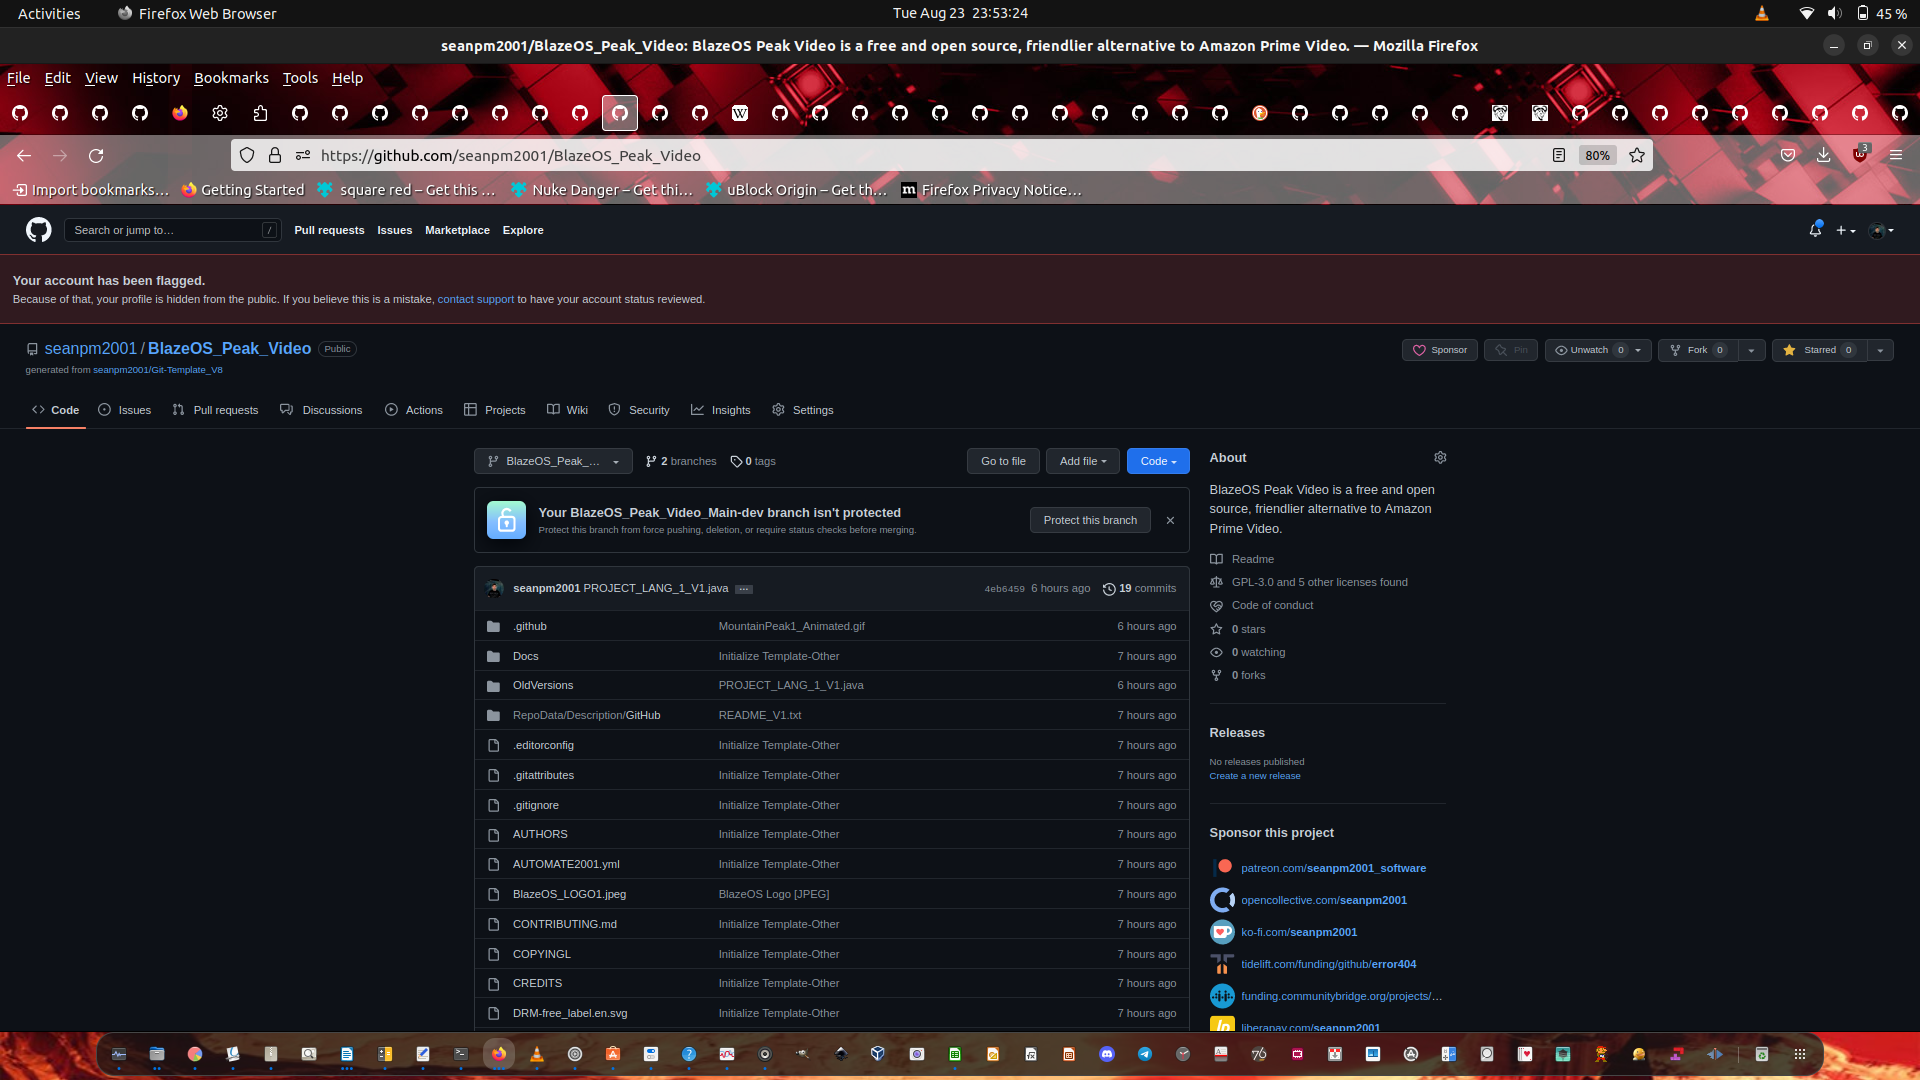 Activities
Firefox Web Browser
Tue Aug 23 23:53:24
45 %
seanpm2001/BlazeOS_Peak_Video: BlazeOS Peak Video is a free and open source, friendlier alternative to Amazon Prime Video. — Mozilla Firefox
File Edit View History Bookmarks Tools Help
https://github.com/seanpm2001/BlazeOS_Peak_Video
80%
3
Import bookmarks…
Getting Started
square red – Get this …
Nuke Danger – Get thi…
uBlock Origin – Get th…
Firefox Privacy Notice…
Search or jump to…
/
Pull requests Issues Marketplace Explore
Your account has been flagged.
Because of that, your profile is hidden from the public. If you believe this is a mistake, contact support to have your account status reviewed.
seanpm2001 / BlazeOS_Peak_Video Public
generated from seanpm2001/Git-Template_V8
Sponsor
Pin
Unwatch 0
Fork 0
Starred 0
Code Issues Pull requests Discussions Actions Projects Wiki Security Insights Settings
BlazeOS_Peak_…
2 branches
0 tags
Go to file
Add file
Code
Your BlazeOS_Peak_Video_Main-dev branch isn't protected
Protect this branch from force pushing, deletion, or require status checks before merging.
Protect this branch
seanpm2001 PROJECT_LANG_1_V1.java … 4eb6459 6 hours ago 19 commits
.github MountainPeak1_Animated.gif 6 hours ago
Docs Initialize Template-Other 7 hours ago
OldVersions PROJECT_LANG_1_V1.java 6 hours ago
RepoData/Description/GitHub README_V1.txt 7 hours ago
.editorconfig Initialize Template-Other 7 hours ago
.gitattributes Initialize Template-Other 7 hours ago
.gitignore Initialize Template-Other 7 hours ago
AUTHORS Initialize Template-Other 7 hours ago
AUTOMATE2001.yml Initialize Template-Other 7 hours ago
BlazeOS_LOGO1.jpeg BlazeOS Logo [JPEG] 7 hours ago
CONTRIBUTING.md Initialize Template-Other 7 hours ago
COPYINGL Initialize Template-Other 7 hours ago
CREDITS Initialize Template-Other 7 hours ago
DRM-free_label.en.svg Initialize Template-Other 7 hours ago
About
BlazeOS Peak Video is a free and open
source, friendlier alternative to Amazon
Prime Video.
Readme
GPL-3.0 and 5 other licenses found
Code of conduct
0 stars
0 watching
0 forks
Releases
No releases published
Create a new release
Sponsor this project
patreon.com/seanpm2001_software
opencollective.com/seanpm2001
ko-fi.com/seanpm2001
tidelift.com/funding/github/error404
funding.communitybridge.org/projects/…
liberapay.com/seanpm2001